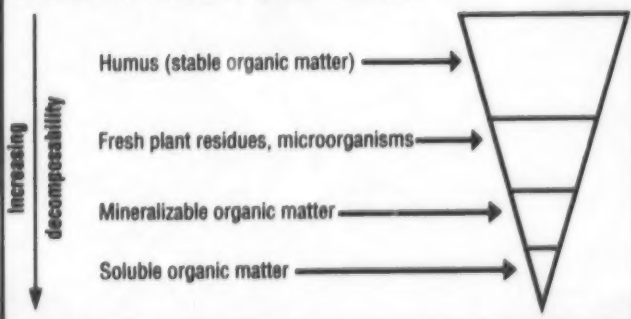 Increasing
decomposability
Humus (stable organic matter)
Fresh plant residues, microorganisms
Mineralizable organic matter
Soluble organic matter